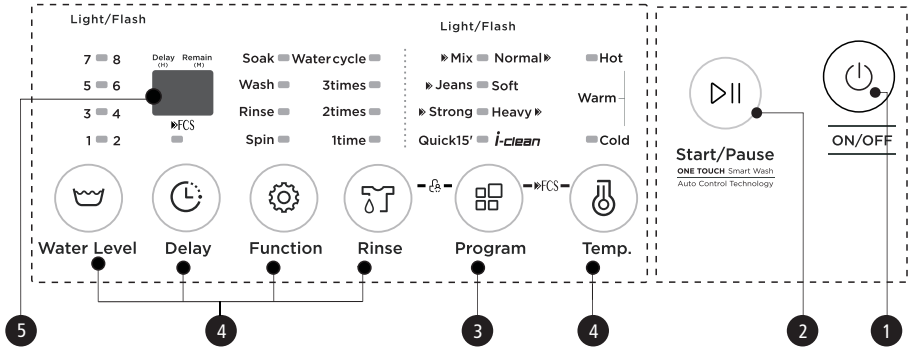 Light/Flash
Light/Flash
7 8
Delay (H) Remain (M)
Soak Water cycle
»Mix Normal»
Hot
5 6
Wash 3times
»Jeans Soft
Warm
3 4
»FCS
Rinse 2times
»Strong Heavy»
1 2
Spin 1time
Quick15' i-clean
Cold
Start/Pause
ONE TOUCH Smart Wash
Auto Control Technology
ON/OFF
»FCS
Water Level Delay Function Rinse Program Temp.
5 4 3 4 2 1